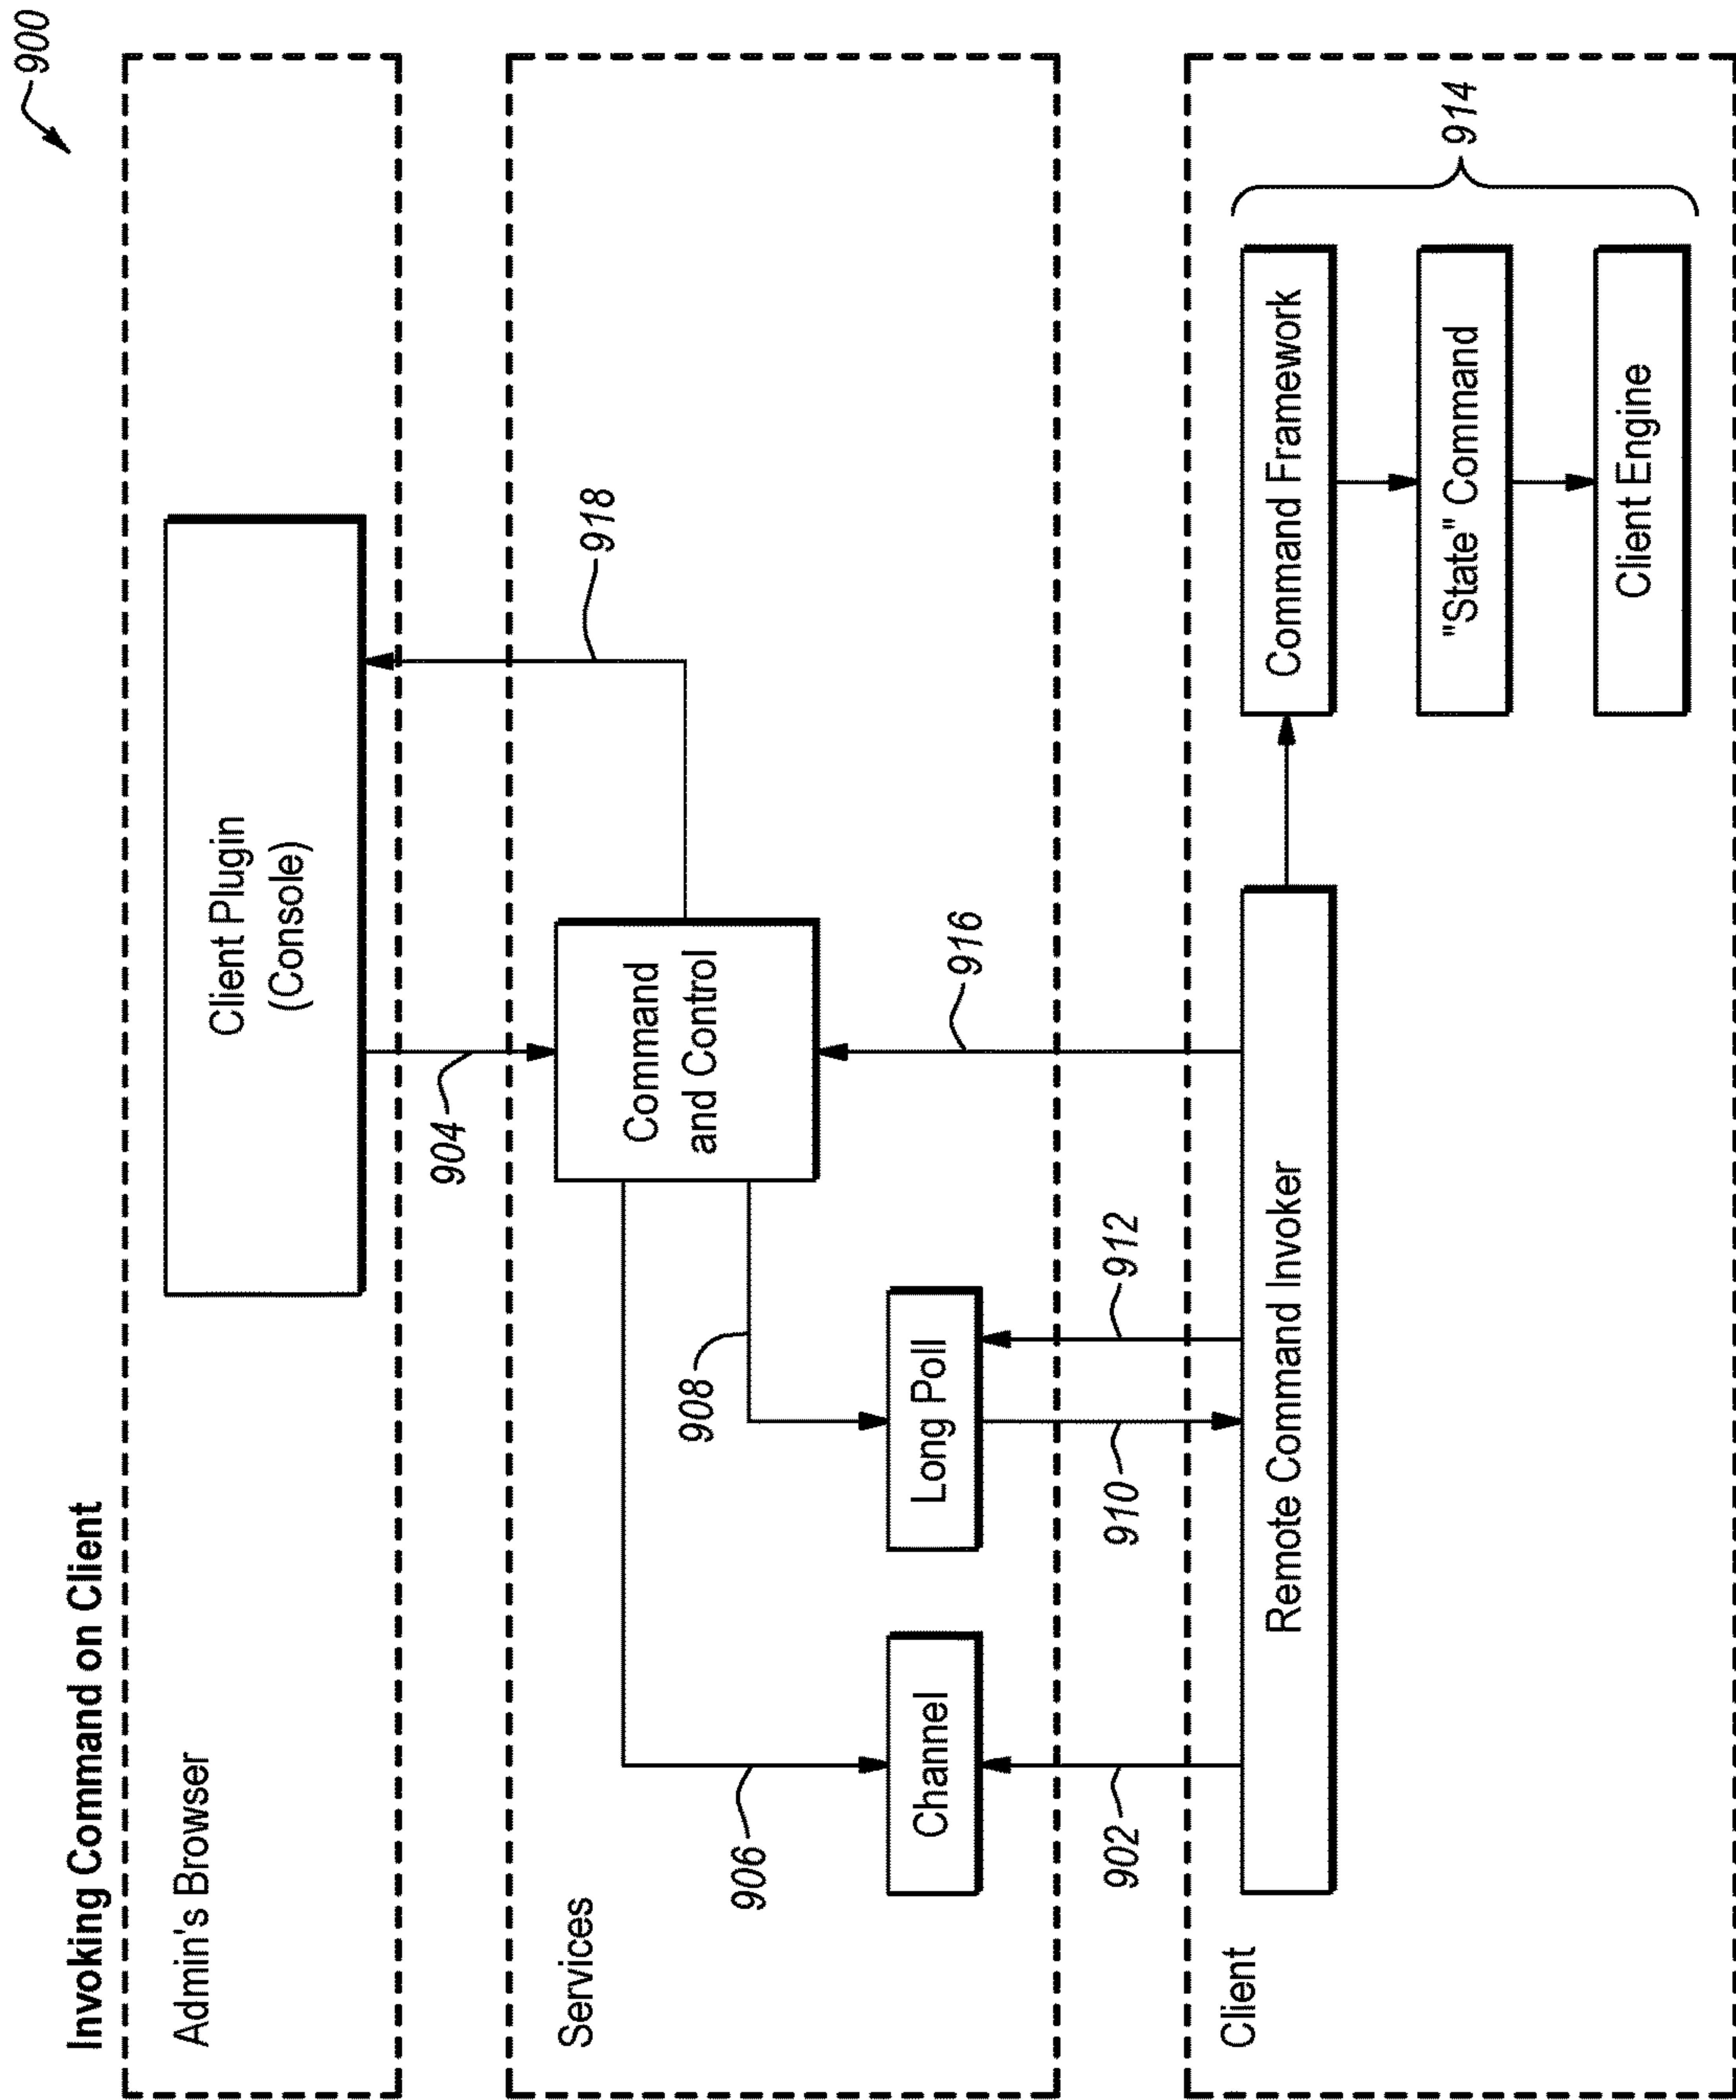 Invoking Command on Client
900
Admin's Browser
Client Plugin
(Console)
904
918
Services
Command
and Control
906
908
Channel
Long Poll
902
910
912
916
Client
Remote Command Invoker
Command Framework
"State" Command
Client Engine
914